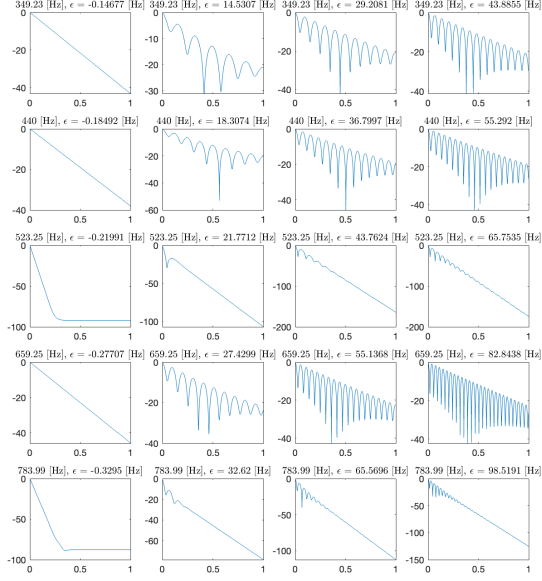 349.23 [Hz], ϵ = -0.14677 [Hz] 349.23 [Hz], ϵ = 14.5307 [Hz] 349.23 [Hz], ϵ = 29.2081 [Hz] 349.23 [Hz], ϵ = 43.8855 [Hz]
0 0 0 0
-10
-20 -20 -20 -20
-40 -30 -40 -40
0 0.5 1 0 0.5 1 0 0.5 1 0 0.5 1
440 [Hz], ϵ = -0.18492 [Hz] 440 [Hz], ϵ = 18.3074 [Hz] 440 [Hz], ϵ = 36.7997 [Hz] 440 [Hz], ϵ = 55.292 [Hz]
0 0 0 0
-20 -20 -20 -20
-40 -40 -40
-60
0 0.5 1 0 0.5 1 0 0.5 1 0 0.5 1
523.25 [Hz], ϵ = -0.21991 [Hz] 523.25 [Hz], ϵ = 21.7712 [Hz] 523.25 [Hz], ϵ = 43.7624 [Hz] 523.25 [Hz], ϵ = 65.7535 [Hz]
0 0 0 0
-50 -50 -100 -100
-100 -100 -200 -200
0 0.5 1 0 0.5 1 0 0.5 1 0 0.5 1
659.25 [Hz], ϵ = -0.27707 [Hz] 659.25 [Hz], ϵ = 27.4299 [Hz] 659.25 [Hz], ϵ = 55.1368 [Hz] 659.25 [Hz], ϵ = 82.8438 [Hz]
0 0 0 0
-20 -20 -20 -20
-40 -40 -40 -40
0 0.5 1 0 0.5 1 0 0.5 1 0 0.5 1
783.99 [Hz], ϵ = -0.3295 [Hz] 783.99 [Hz], ϵ = 32.62 [Hz] 783.99 [Hz], ϵ = 65.5696 [Hz] 783.99 [Hz], ϵ = 98.5191 [Hz]
0 0 0 0
-20
-50 -40 -50 -50
-60 -100 -100
-100 -150
0 0.5 1 0 0.5 1 0 0.5 1 0 0.5 1